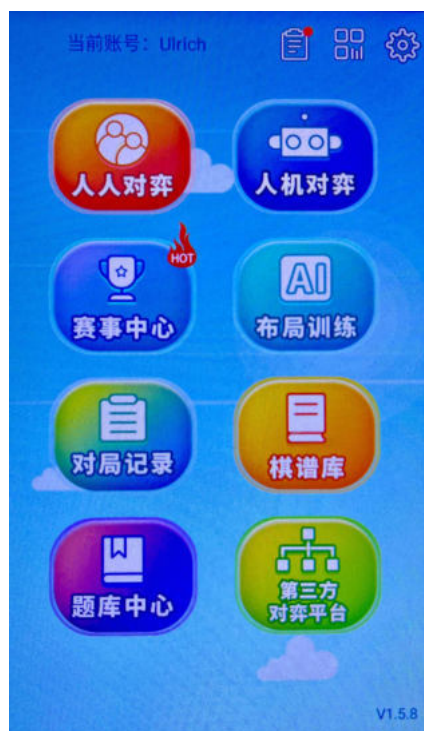 当前账号：Ulrich
人人对弈
人机对弈
HOT
赛事中心
AI
布局训练
对局记录
棋谱库
题库中心
第三方
对弈平台
V1.5.8